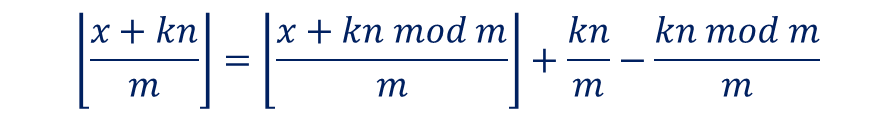 ⌊(x + kn)/m⌋ = ⌊(x + kn mod m)/m⌋ + kn/m − (kn mod m)/m